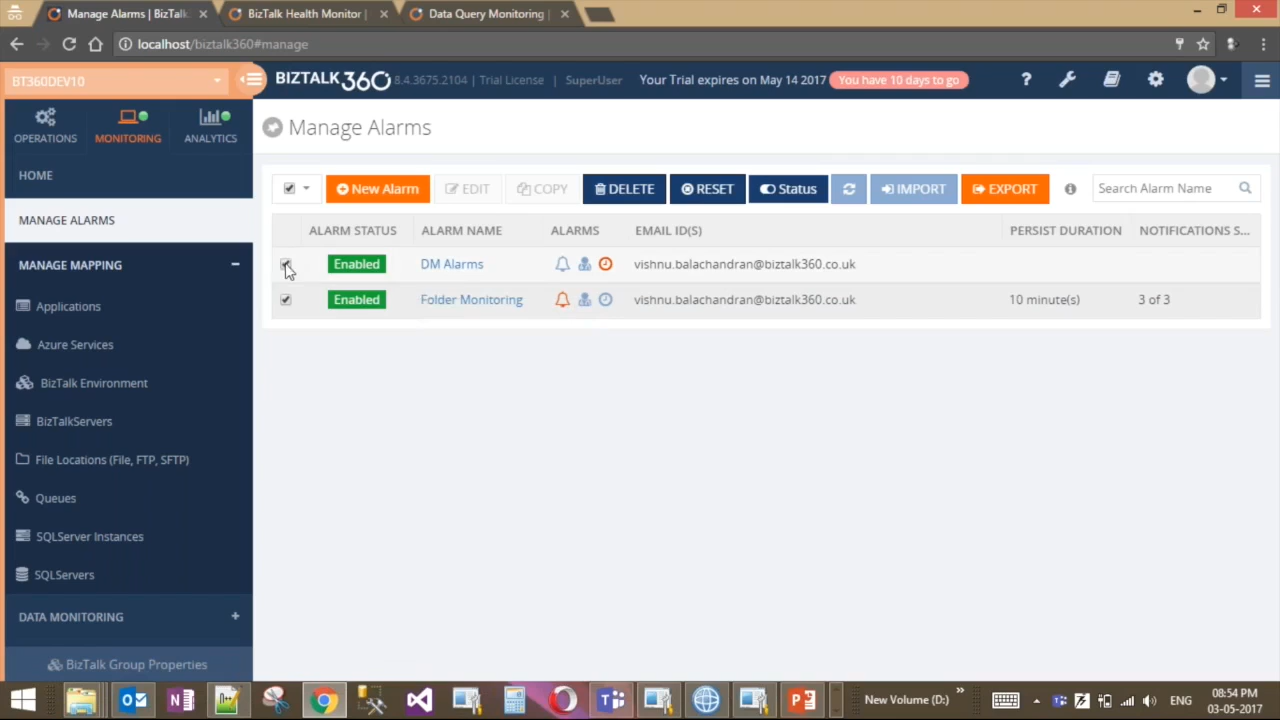 Manage Alarms | BizTalk
BizTalk Health Monitor |
Data Query Monitoring |
localhost/biztalk360#manage
BT360DEV10
BIZTALK360 8.4.3675.2104 | Trial License | SuperUser Your Trial expires on May 14 2017 You have 10 days to go
OPERATIONS MONITORING ANALYTICS
Manage Alarms
HOME
MANAGE ALARMS
MANAGE MAPPING
Applications
Azure Services
BizTalk Environment
BizTalkServers
File Locations (File, FTP, SFTP)
Queues
SQLServer Instances
SQLServers
DATA MONITORING
BizTalk Group Properties
New Alarm EDIT COPY DELETE RESET Status IMPORT EXPORT Search Alarm Name
ALARM STATUS ALARM NAME ALARMS EMAIL ID(S) PERSIST DURATION NOTIFICATIONS S...
Enabled DM Alarms vishnu.balachandran@biztalk360.co.uk
Enabled Folder Monitoring vishnu.balachandran@biztalk360.co.uk 10 minute(s) 3 of 3
New Volume (D:) ENG 08:54 PM
03-05-2017